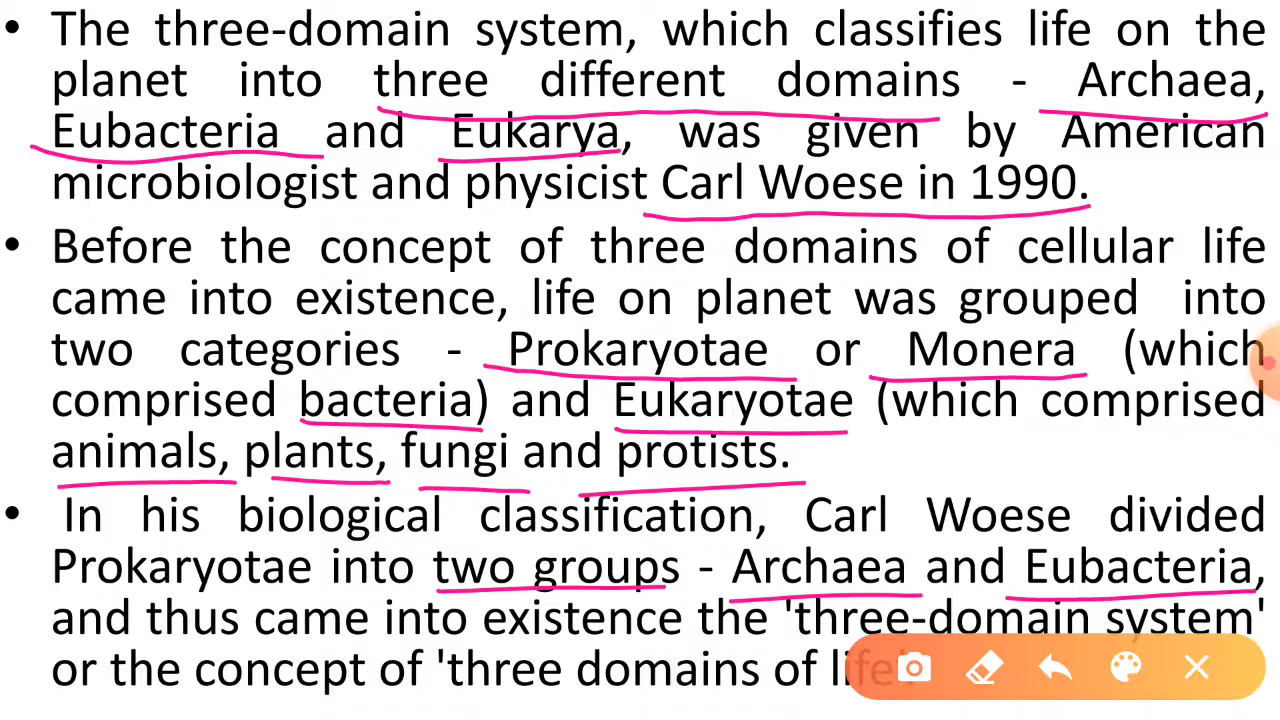 • The three-domain system, which classifies life on the
planet into three different domains - Archaea,
Eubacteria and Eukarya, was given by American
microbiologist and physicist Carl Woese in 1990.
• Before the concept of three domains of cellular life
came into existence, life on planet was grouped into
two categories - Prokaryotae or Monera (which
comprised bacteria) and Eukaryotae (which comprised
animals, plants, fungi and protists.
• In his biological classification, Carl Woese divided
Prokaryotae into two groups - Archaea and Eubacteria,
and thus came into existence the 'three-domain system'
or the concept of 'three domains of life'.